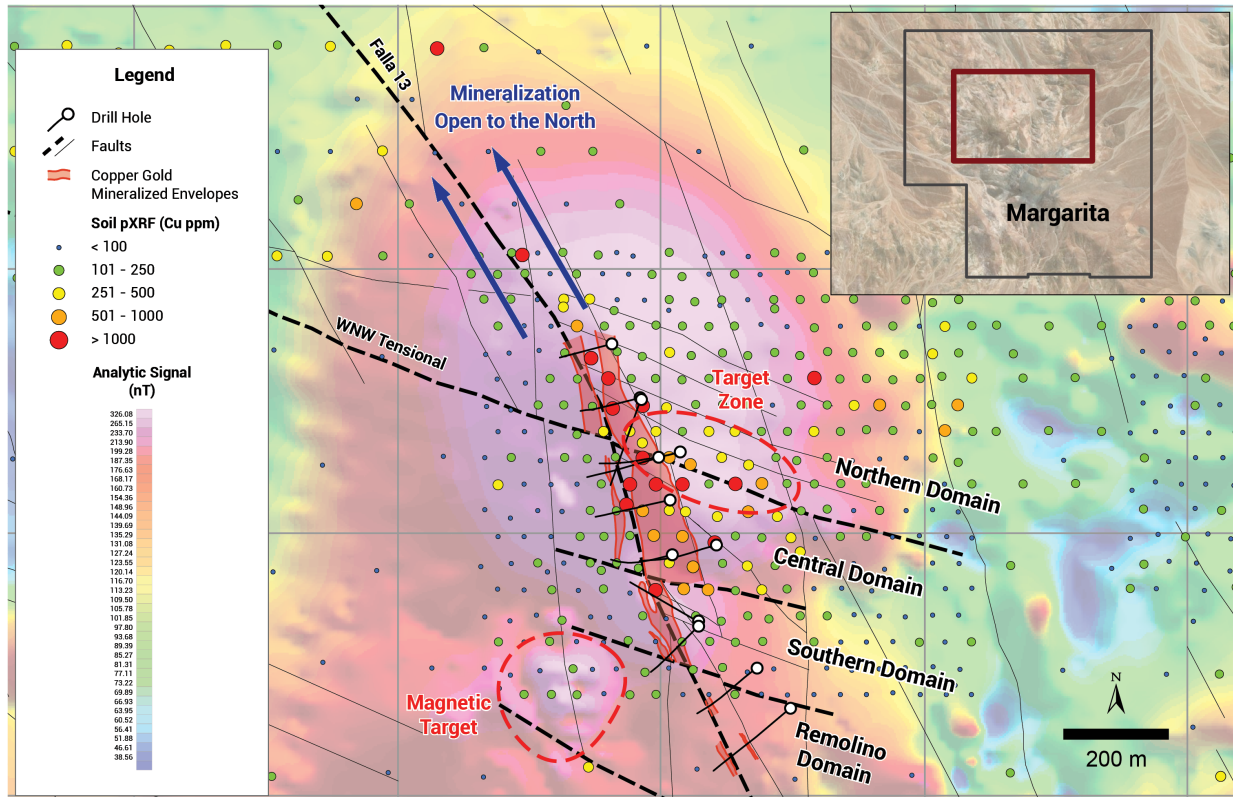 Legend
Drill Hole
Faults
Copper Gold
Mineralized Envelopes
Soil pXRF (Cu ppm)
< 100
101 - 250
251 - 500
501 - 1000
> 1000
Analytic Signal
(nT)
326.08
265.15
233.70
213.90
199.28
187.35
176.63
168.17
160.73
154.36
148.96
144.09
139.69
135.29
131.08
127.24
123.55
120.14
116.70
113.23
109.50
105.78
101.85
97.80
93.68
89.39
85.27
81.31
77.11
73.22
69.89
66.93
63.95
60.52
56.41
51.88
46.61
38.56
Falla 13
Mineralization
Open to the North
WNW Tensional
Target
Zone
Northern Domain
Central Domain
Southern Domain
Remolino
Domain
Magnetic
Target
Margarita
N
200 m